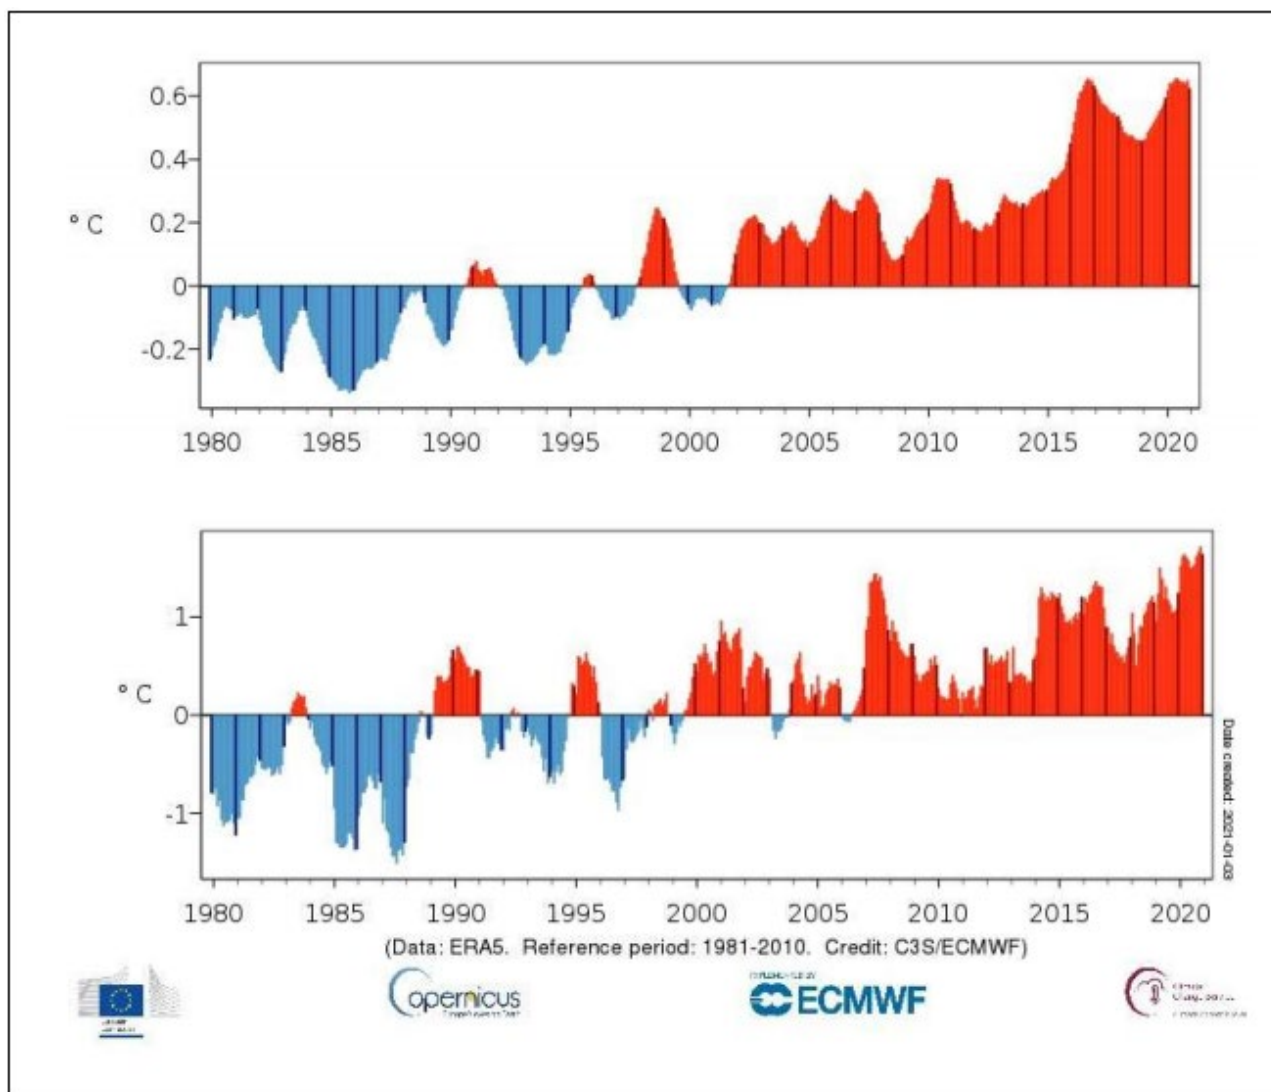 0.6
0.4
° C
0.2
0
-0.2
1980 1985 1990 1995 2000 2005 2010 2015 2020
1
° C
0
-1
Date created: 2021-01-03
1980 1985 1990 1995 2000 2005 2010 2015 2020
(Data: ERA5. Reference period: 1981-2010. Credit: C3S/ECMWF)
opernicus
ECMWF